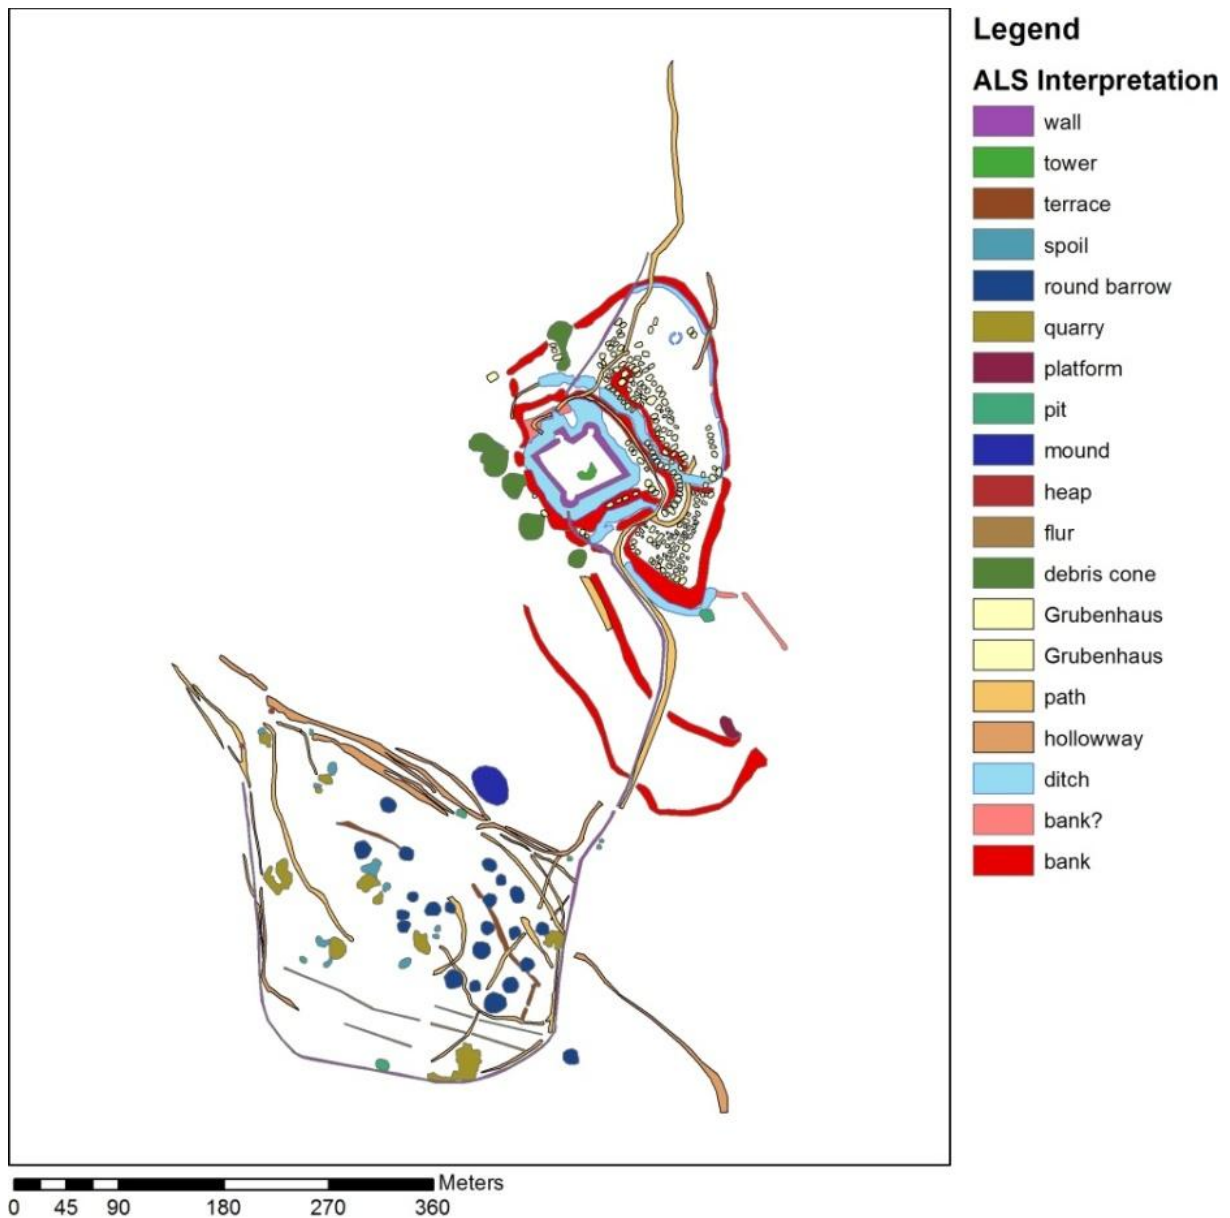 Legend
ALS Interpretation
wall
tower
terrace
spoil
round barrow
quarry
platform
pit
mound
heap
flur
debris cone
Grubenhaus
Grubenhaus
path
hollowway
ditch
bank?
bank
Meters
0 45 90 180 270 360